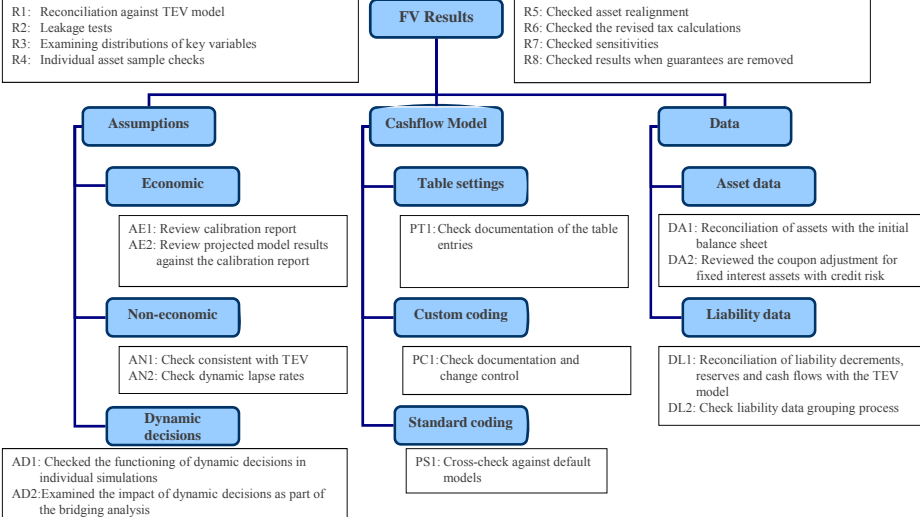 R1: Reconciliation against TEV model
R2: Leakage tests
R3: Examining distributions of key variables
R4: Individual asset sample checks
FV Results
R5: Checked asset realignment
R6: Checked the revised tax calculations
R7: Checked sensitivities
R8: Checked results when guarantees are removed
Assumptions
Economic
AE1: Review calibration report
AE2: Review projected model results
against the calibration report
Non-economic
AN1: Check consistent with TEV
AN2: Check dynamic lapse rates
Dynamic
decisions
AD1: Checked the functioning of dynamic decisions in
individual simulations
AD2:Examined the impact of dynamic decisions as part of
the bridging analysis
Cashflow Model
Table settings
PT1: Check documentation of the table
entries
Custom coding
PC1: Check documentation and
change control
Standard coding
PS1: Cross-check against default
models
Data
Asset data
DA1: Reconciliation of assets with the initial
balance sheet
DA2: Reviewed the coupon adjustment for
fixed interest assets with credit risk
Liability data
DL1: Reconciliation of liability decrements,
reserves and cash flows with the TEV
model
DL2: Check liability data grouping process